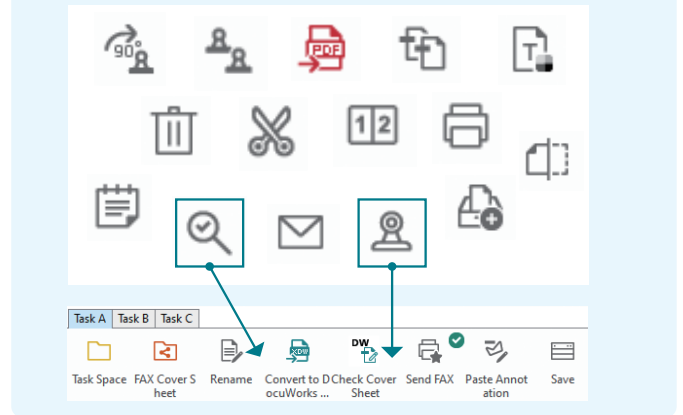 90°
PDF
T
1 2
Task A Task B Task C
XDW
DW
Task Space FAX Cover S Rename Convert to D Check Cover Send FAX Paste Annot Save
heet ocuWorks ... Sheet ation